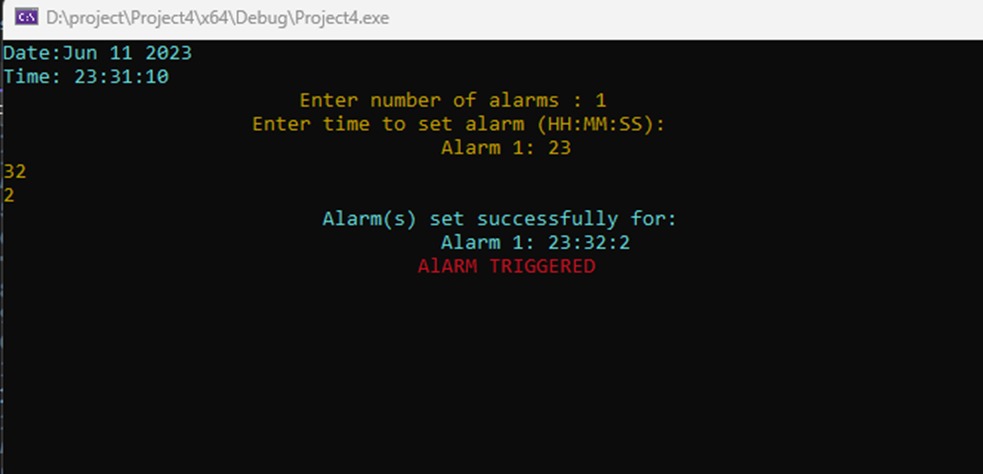 D:\project\Project4\x64\Debug\Project4.exe
Date:Jun 11 2023
Time: 23:31:10
Enter number of alarms : 1
Enter time to set alarm (HH:MM:SS):
Alarm 1: 23
32
2
Alarm(s) set successfully for:
Alarm 1: 23:32:2
AlARM TRIGGERED